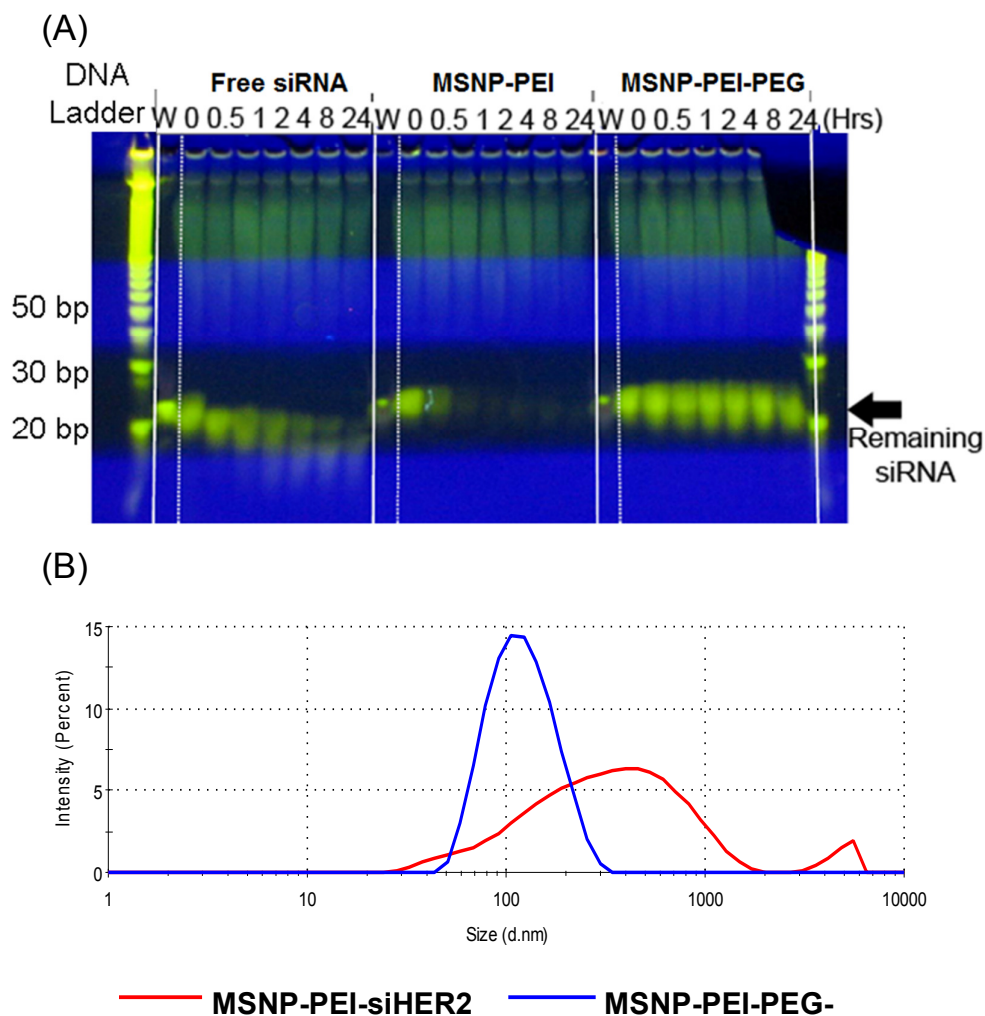 (A)
DNA Ladder
Free siRNA MSNP-PEI MSNP-PEI-PEG
W 0 0.5 1 2 4 8 24 W 0 0.5 1 2 4 8 24 W 0 0.5 1 2 4 8 24 (Hrs)
50 bp
30 bp
20 bp
Remaining
siRNA
(B)
Intensity (Percent)
15
10
5
0
1 10 100 1000 10000
Size (d.nm)
MSNP-PEI-siHER2 MSNP-PEI-PEG-